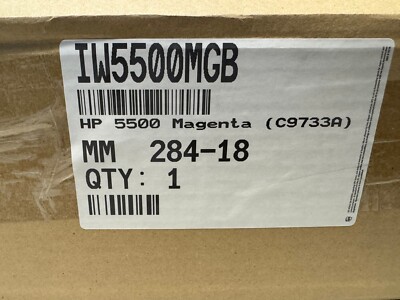 IW5500MGB
HP 5500 Magenta (C9733A)
MM 284-18
QTY: 1